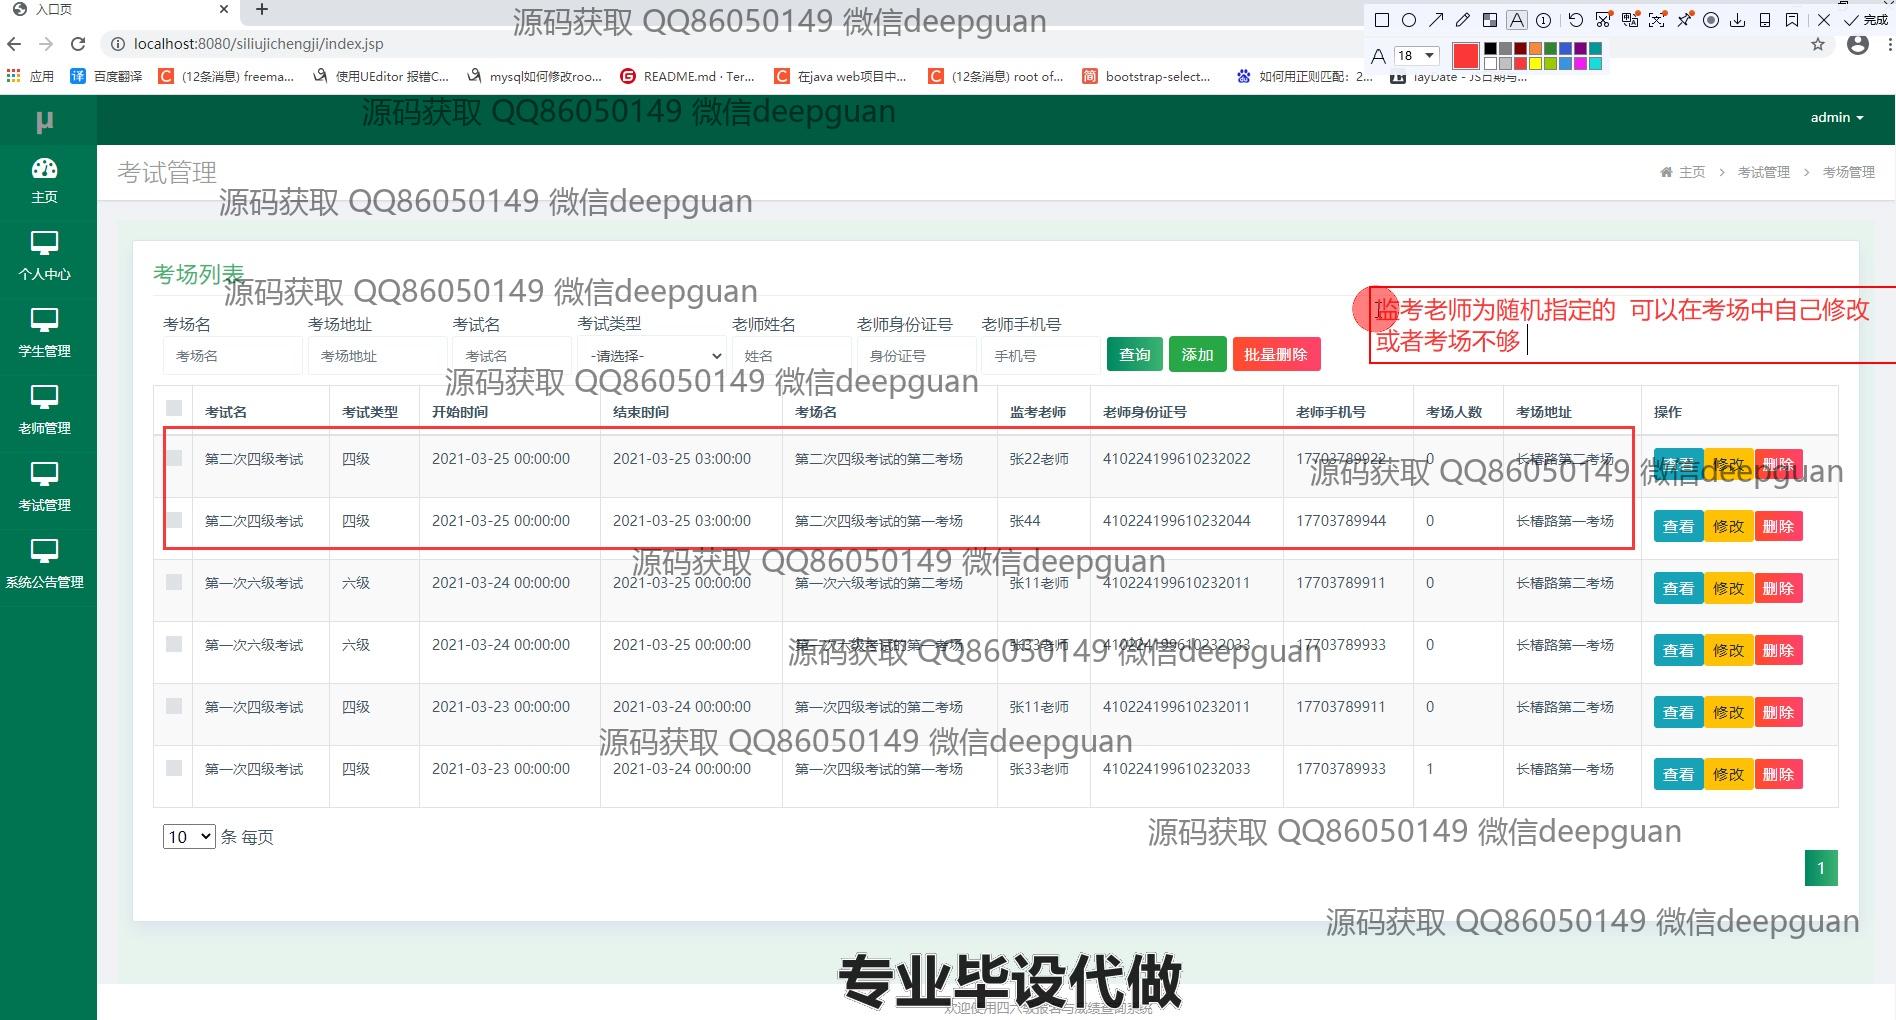 入口页
源码获取 QQ86050149 微信deepguan
完成
localhost:8080/siliujichengji/index.jsp
18
应用 百度翻译 (12条消息) freema... 使用UEditor 报错C... mysql如何修改roo... README.md · Ter... 在java web项目中... (12条消息) root of... bootstrap-select... 如何用正则匹配：2... layDate - JS日期与...
源码获取 QQ86050149 微信deepguan
μ
admin
考试管理
主页 > 考试管理 > 考场管理
源码获取 QQ86050149 微信deepguan
主页
个人中心
学生管理
老师管理
考试管理
系统公告管理
考场列表
源码获取 QQ86050149 微信deepguan
监考老师为随机指定的 可以在考场中自己修改
或者考场不够
考场名 考场地址 考试名 考试类型 老师姓名 老师身份证号 老师手机号
考场名 考场地址 考试名 -请选择- 姓名 身份证号 手机号 查询 添加 批量删除
源码获取 QQ86050149 微信deepguan
考试名 考试类型 开始时间 结束时间 考场名 监考老师 老师身份证号 老师手机号 考场人数 考场地址 操作
第二次四级考试 四级 2021-03-25 00:00:00 2021-03-25 03:00:00 第二次四级考试的第二考场 张22老师 410224199610232022 17703789922 0 长椿路第二考场 查看 修改 删除
源码获取 QQ86050149 微信deepguan
第二次四级考试 四级 2021-03-25 00:00:00 2021-03-25 03:00:00 第二次四级考试的第一考场 张44 410224199610232044 17703789944 0 长椿路第一考场 查看 修改 删除
源码获取 QQ86050149 微信deepguan
第一次六级考试 六级 2021-03-24 00:00:00 2021-03-25 00:00:00 第一次六级考试的第二考场 张11老师 410224199610232011 17703789911 0 长椿路第二考场 查看 修改 删除
第一次六级考试 六级 2021-03-24 00:00:00 2021-03-25 00:00:00 第一次六级考试的第一考场 张33老师 410224199610232033 17703789933 0 长椿路第一考场 查看 修改 删除
源码获取 QQ86050149 微信deepguan
第一次四级考试 四级 2021-03-23 00:00:00 2021-03-24 00:00:00 第一次四级考试的第二考场 张11老师 410224199610232011 17703789911 0 长椿路第二考场 查看 修改 删除
源码获取 QQ86050149 微信deepguan
第一次四级考试 四级 2021-03-23 00:00:00 2021-03-24 00:00:00 第一次四级考试的第一考场 张33老师 410224199610232033 17703789933 1 长椿路第一考场 查看 修改 删除
10 条 每页
源码获取 QQ86050149 微信deepguan
1
源码获取 QQ86050149 微信deepguan
专业毕设代做
欢迎使用四六级报名与成绩查询系统